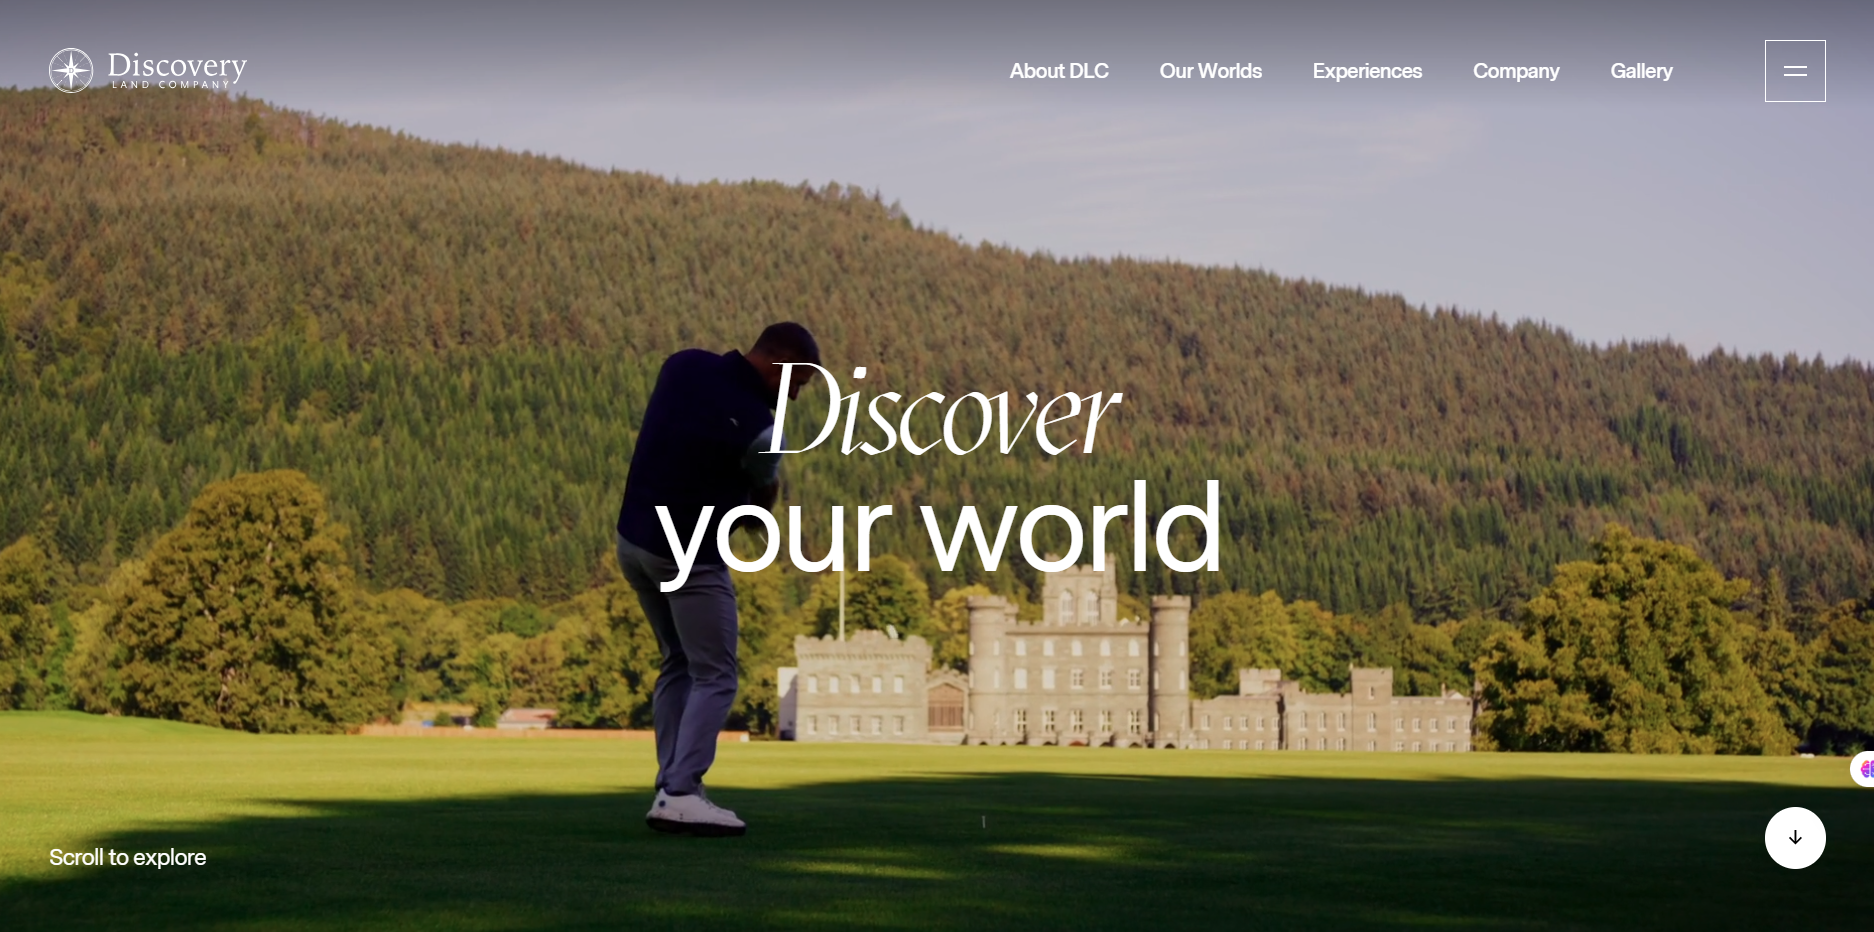 Discovery
LAND COMPANY
About DLC
Our Worlds
Experiences
Company
Gallery
Discover
your world
Scroll to explore